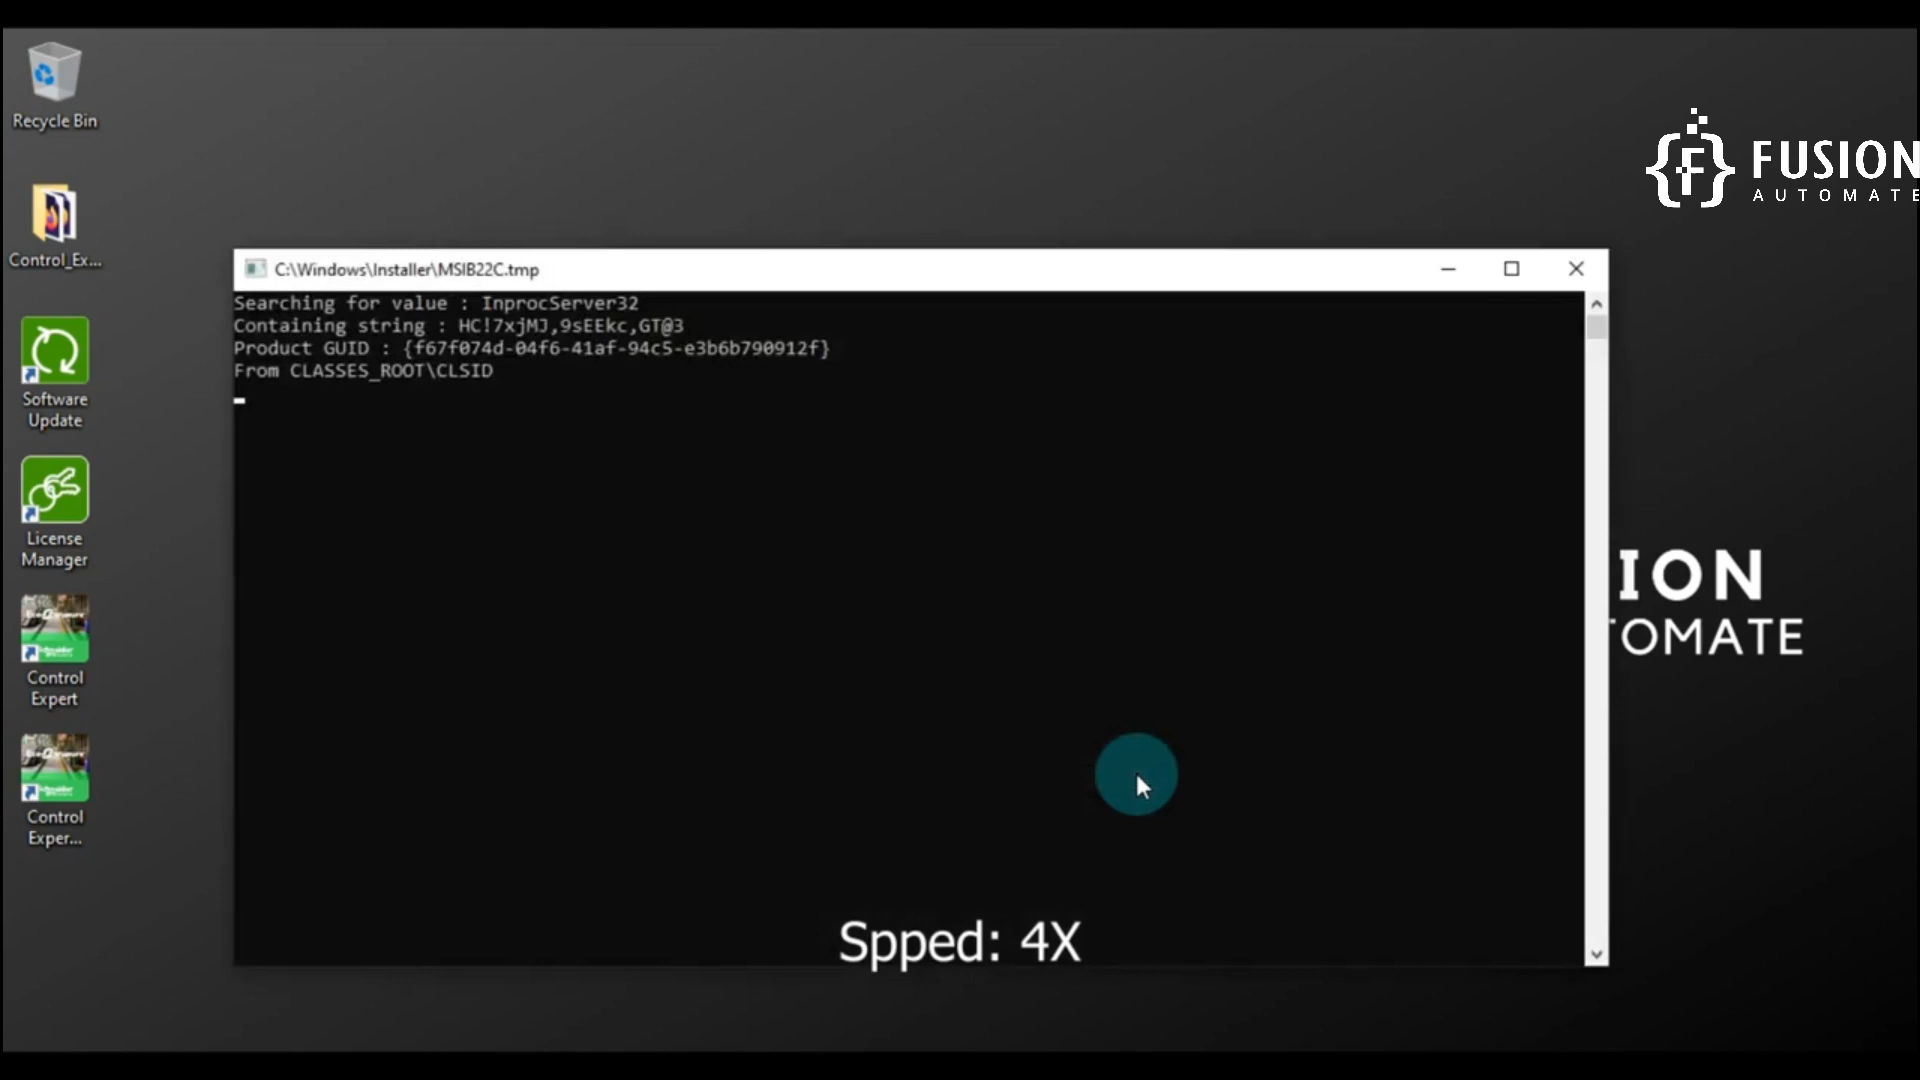 Recycle Bin
Control_Ex...
Software
Update
License
Manager
Control
Expert
Control
Exper...
FUSION
AUTOMATE
C:\Windows\Installer\MSIB22C.tmp
Searching for value : InprocServer32
Containing string : HC!7xjMJ,9sEEkc,GT@3
Product GUID : {f67f074d-04f6-41af-94c5-e3b6b790912f}
From CLASSES_ROOT\CLSID
ION
TOMATE
Spped: 4X